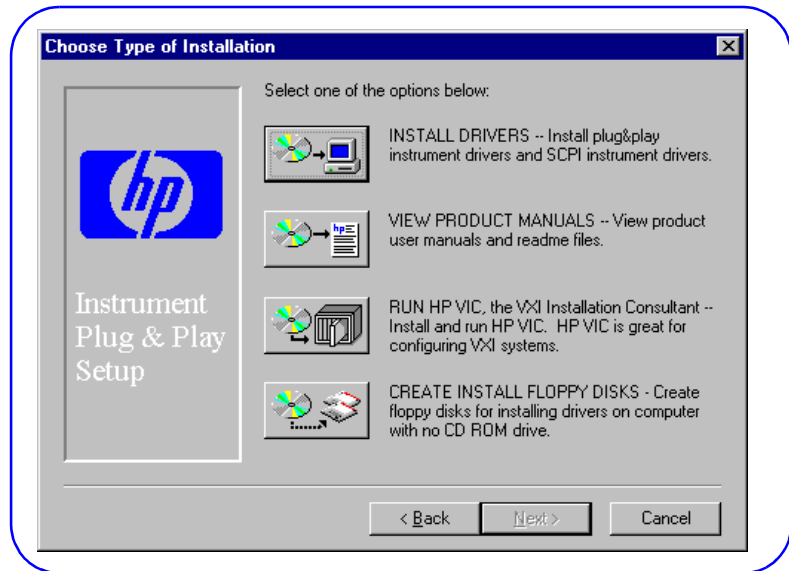 Choose Type of Installation
Select one of the options below:
hp
Instrument
Plug & Play
Setup
INSTALL DRIVERS -- Install plug&play
instrument drivers and SCPI instrument drivers.
hp
VIEW PRODUCT MANUALS -- View product
user manuals and readme files.
RUN HP VIC, the VXI Installation Consultant --
Install and run HP VIC.  HP VIC is great for
configuring VXI systems.
CREATE INSTALL FLOPPY DISKS - Create
floppy disks for installing drivers on computer
with no CD ROM drive.
< Back
Next >
Cancel